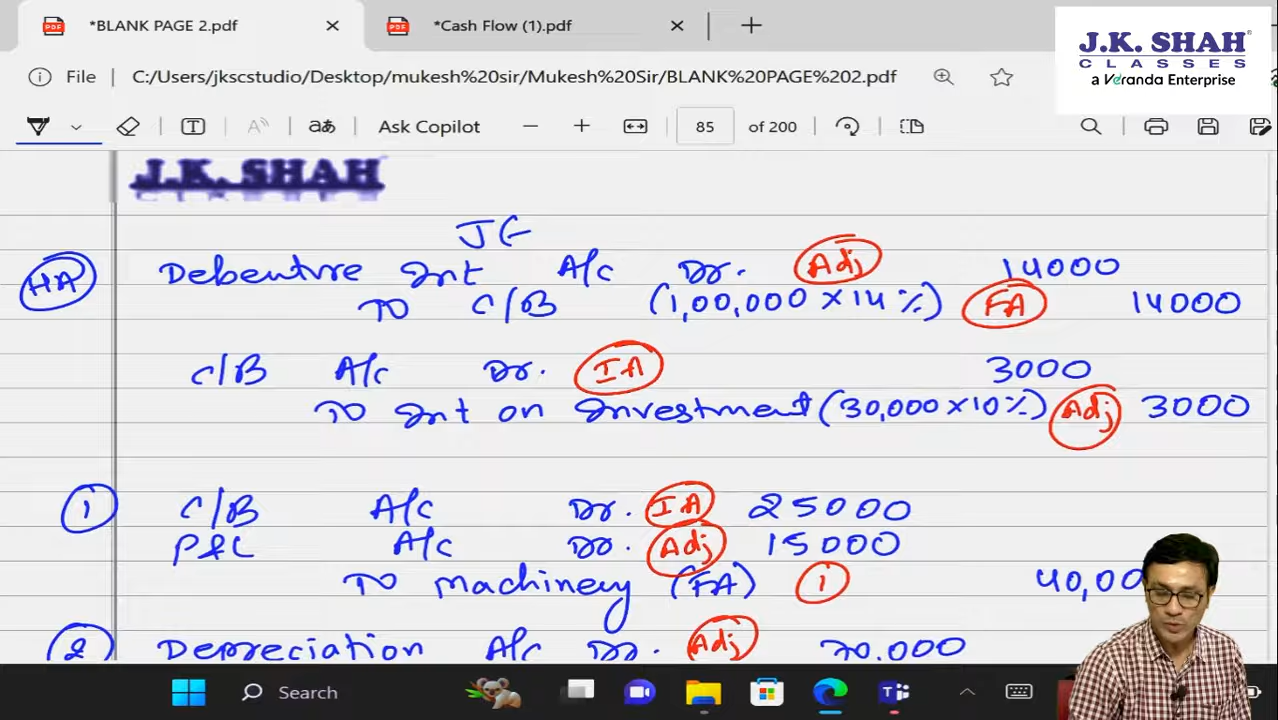 *BLANK PAGE 2.pdf
*Cash Flow (1).pdf
J.K. SHAH
CLASSES
a Veranda Enterprise
File C:/Users/jkscstudio/Desktop/mukesh%20sir/Mukesh%20Sir/BLANK%20PAGE%202.pdf
Ask Copilot 85 of 200
J.K. SHAH
JE
HA Debenture Int A/c Dr. Adj 14000
TO C/B (1,00,000 × 14%) FA 14000
C/B A/c Dr. IA 3000
TO Int on Investment (30,000 × 10%) Adj 3000
1 C/B A/c Dr. IA 25000
P&L A/c Dr. Adj 15000
TO Machinery (FA) 1 40,00
2 Depreciation A/c Dr. Adj 70,000
Search